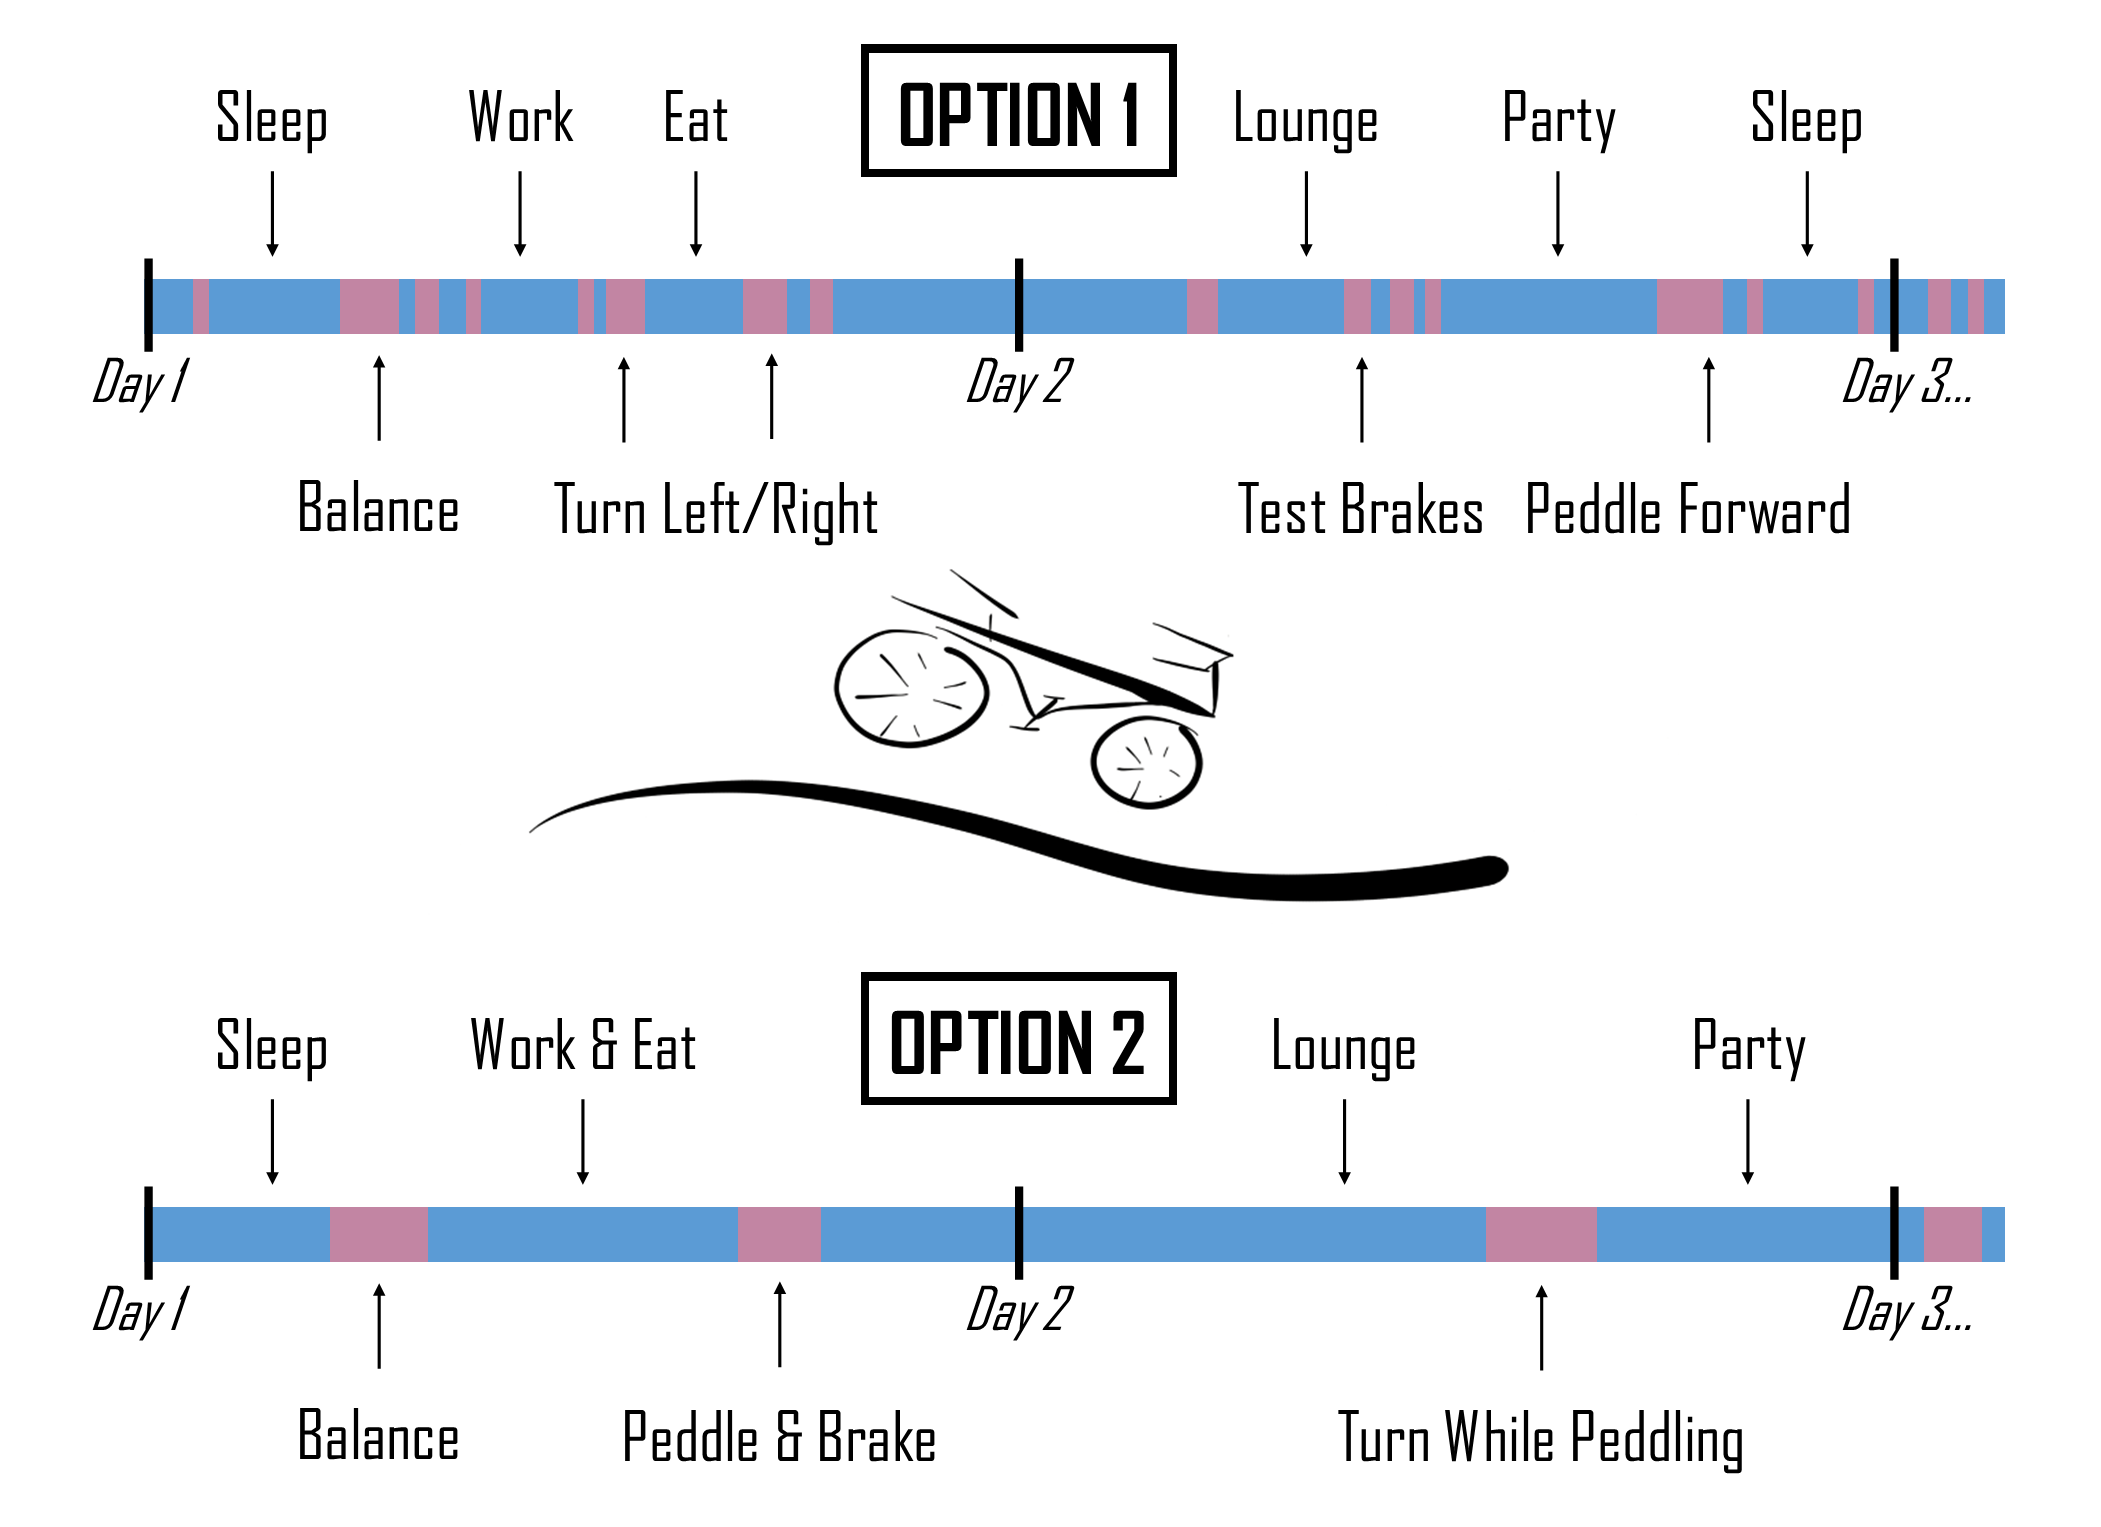 OPTION 1
Sleep Work Eat Lounge Party Sleep
Day 1 Day 2 Day 3...
Balance Turn Left/Right Test Brakes Peddle Forward
OPTION 2
Sleep Work & Eat Lounge Party
Day 1 Day 2 Day 3...
Balance Peddle & Brake Turn While Peddling